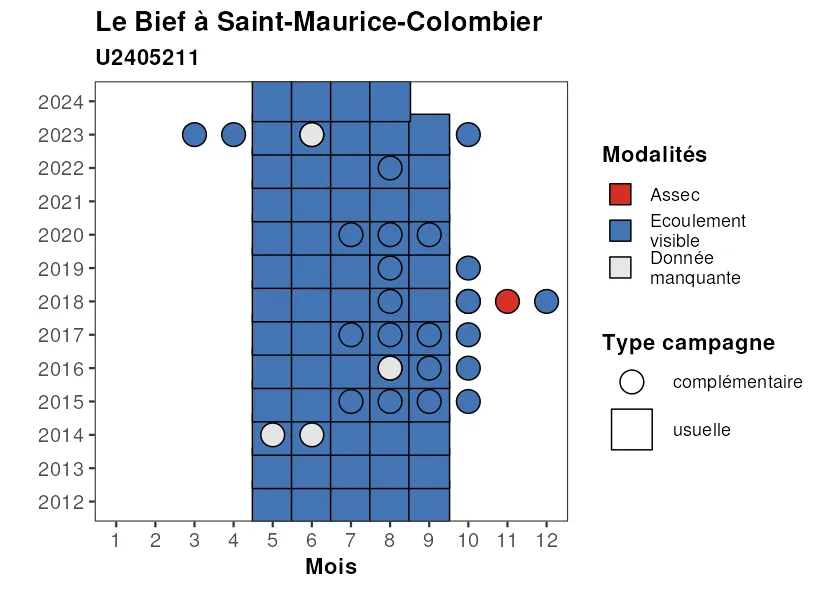 Le Bief à Saint-Maurice-Colombier
U2405211
2024
2023
2022
2021
2020
2019
2018
2017
2016
2015
2014
2013
2012
1 2 3 4 5 6 7 8 9 10 11 12
Mois
Modalités
Assec
Ecoulement
visible
Donnée
manquante
Type campagne
complémentaire
usuelle